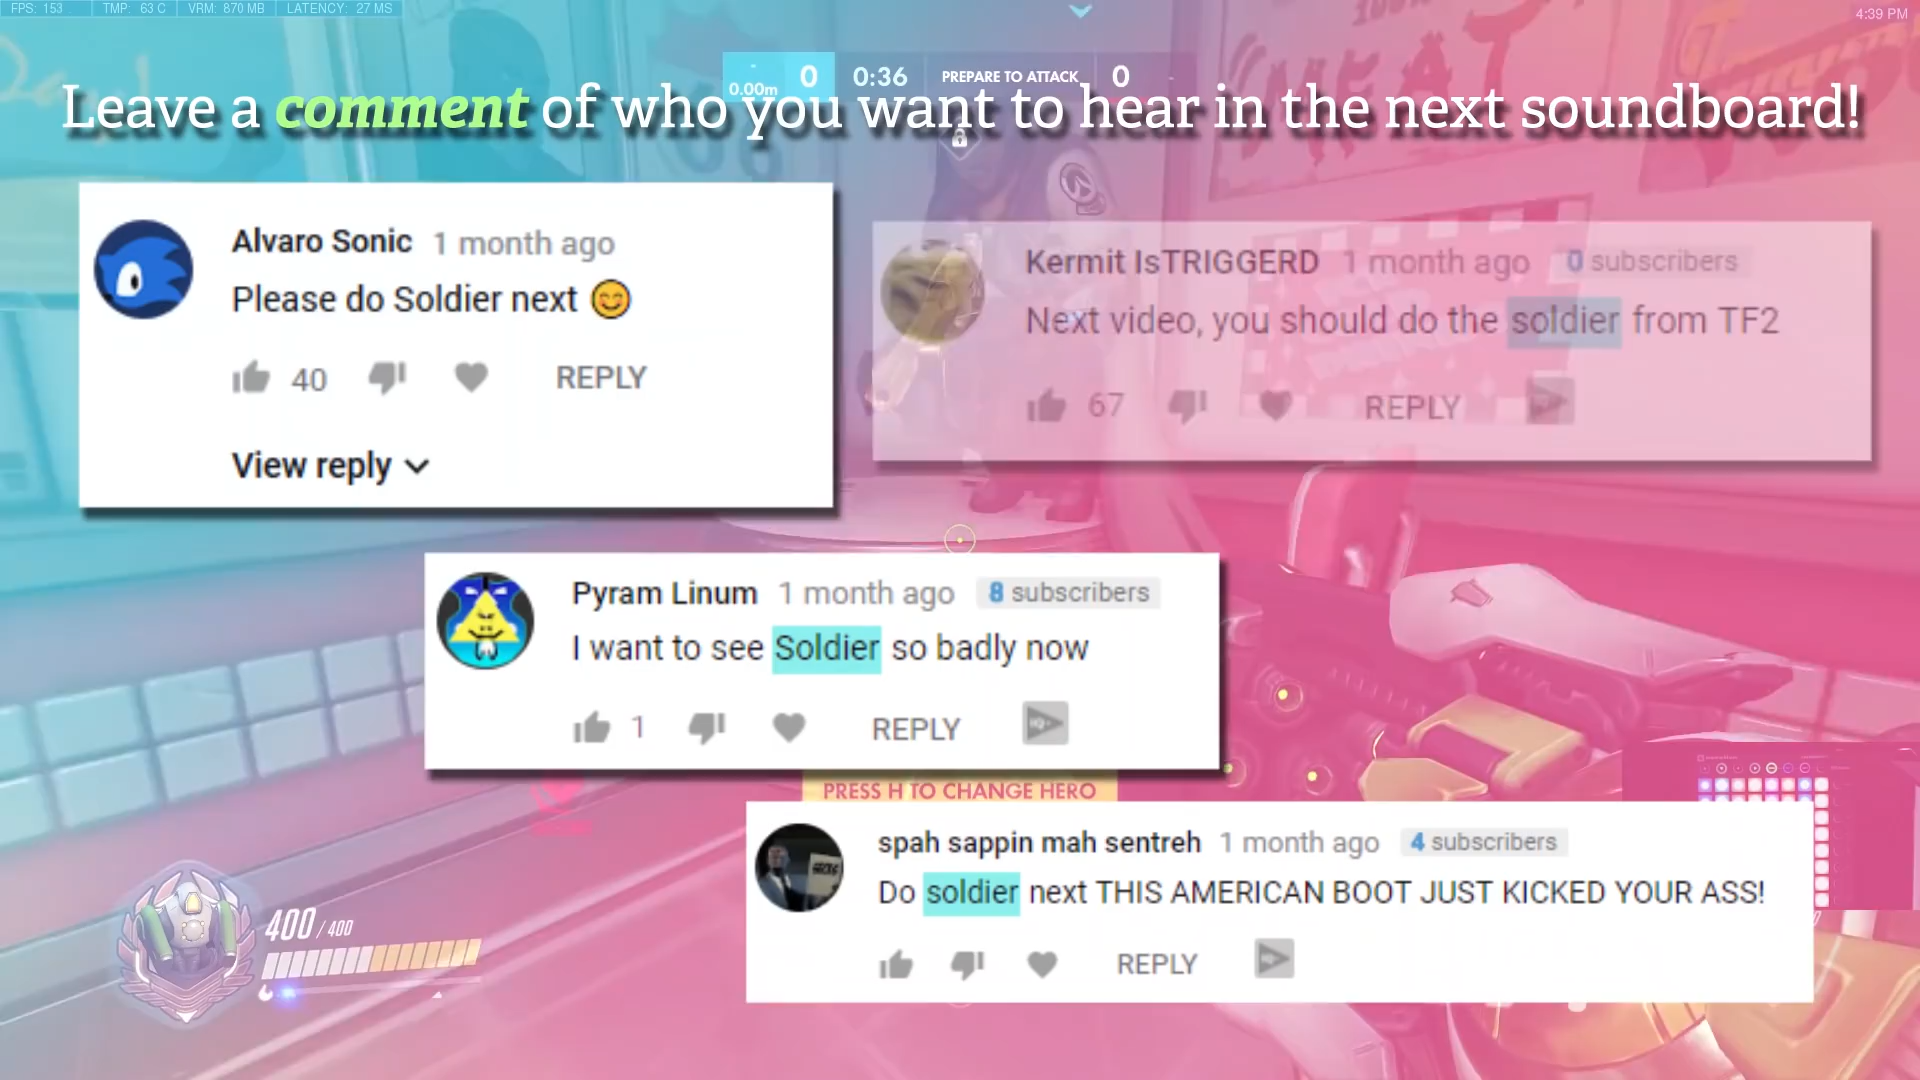 FPS: 153 TMP: 63 C VRM: 870 MB LATENCY: 27 MS
4:39 PM
0.00m 0 0:36 PREPARE TO ATTACK 0
Leave a comment of who you want to hear in the next soundboard!
Alvaro Sonic 1 month ago
Please do Soldier next 😊
40 REPLY
View reply
Kermit IsTRIGGERD 1 month ago 0 subscribers
Next video, you should do the soldier from TF2
67 REPLY
Pyram Linum 1 month ago 8 subscribers
I want to see Soldier so badly now
1 REPLY
PRESS H TO CHANGE HERO
spah sappin mah sentreh 1 month ago 4 subscribers
Do soldier next THIS AMERICAN BOOT JUST KICKED YOUR ASS!
REPLY
400 / 400